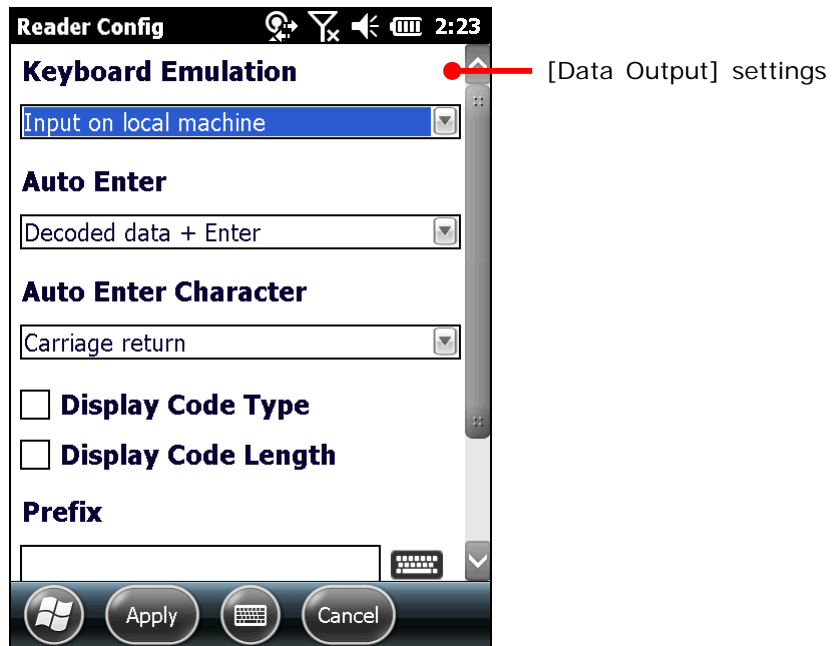 Reader Config 2:23
Keyboard Emulation
[Data Output] settings
Input on local machine
Auto Enter
Decoded data + Enter
Auto Enter Character
Carriage return
Display Code Type
Display Code Length
Prefix
Apply Cancel